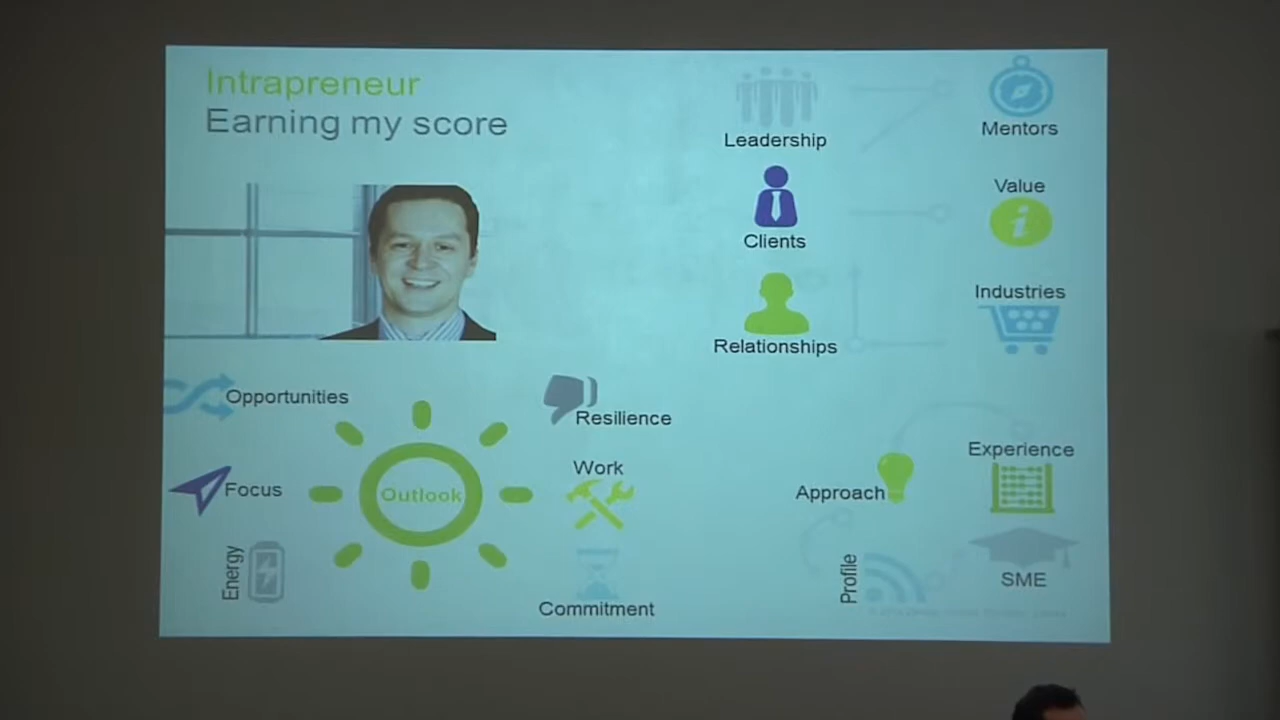 Intrapreneur
Earning my score
Leadership
Mentors
Clients
Value
Relationships
Industries
Opportunities
Focus
Energy
Outlook
Resilience
Work
Commitment
Approach
Profile
Experience
SME